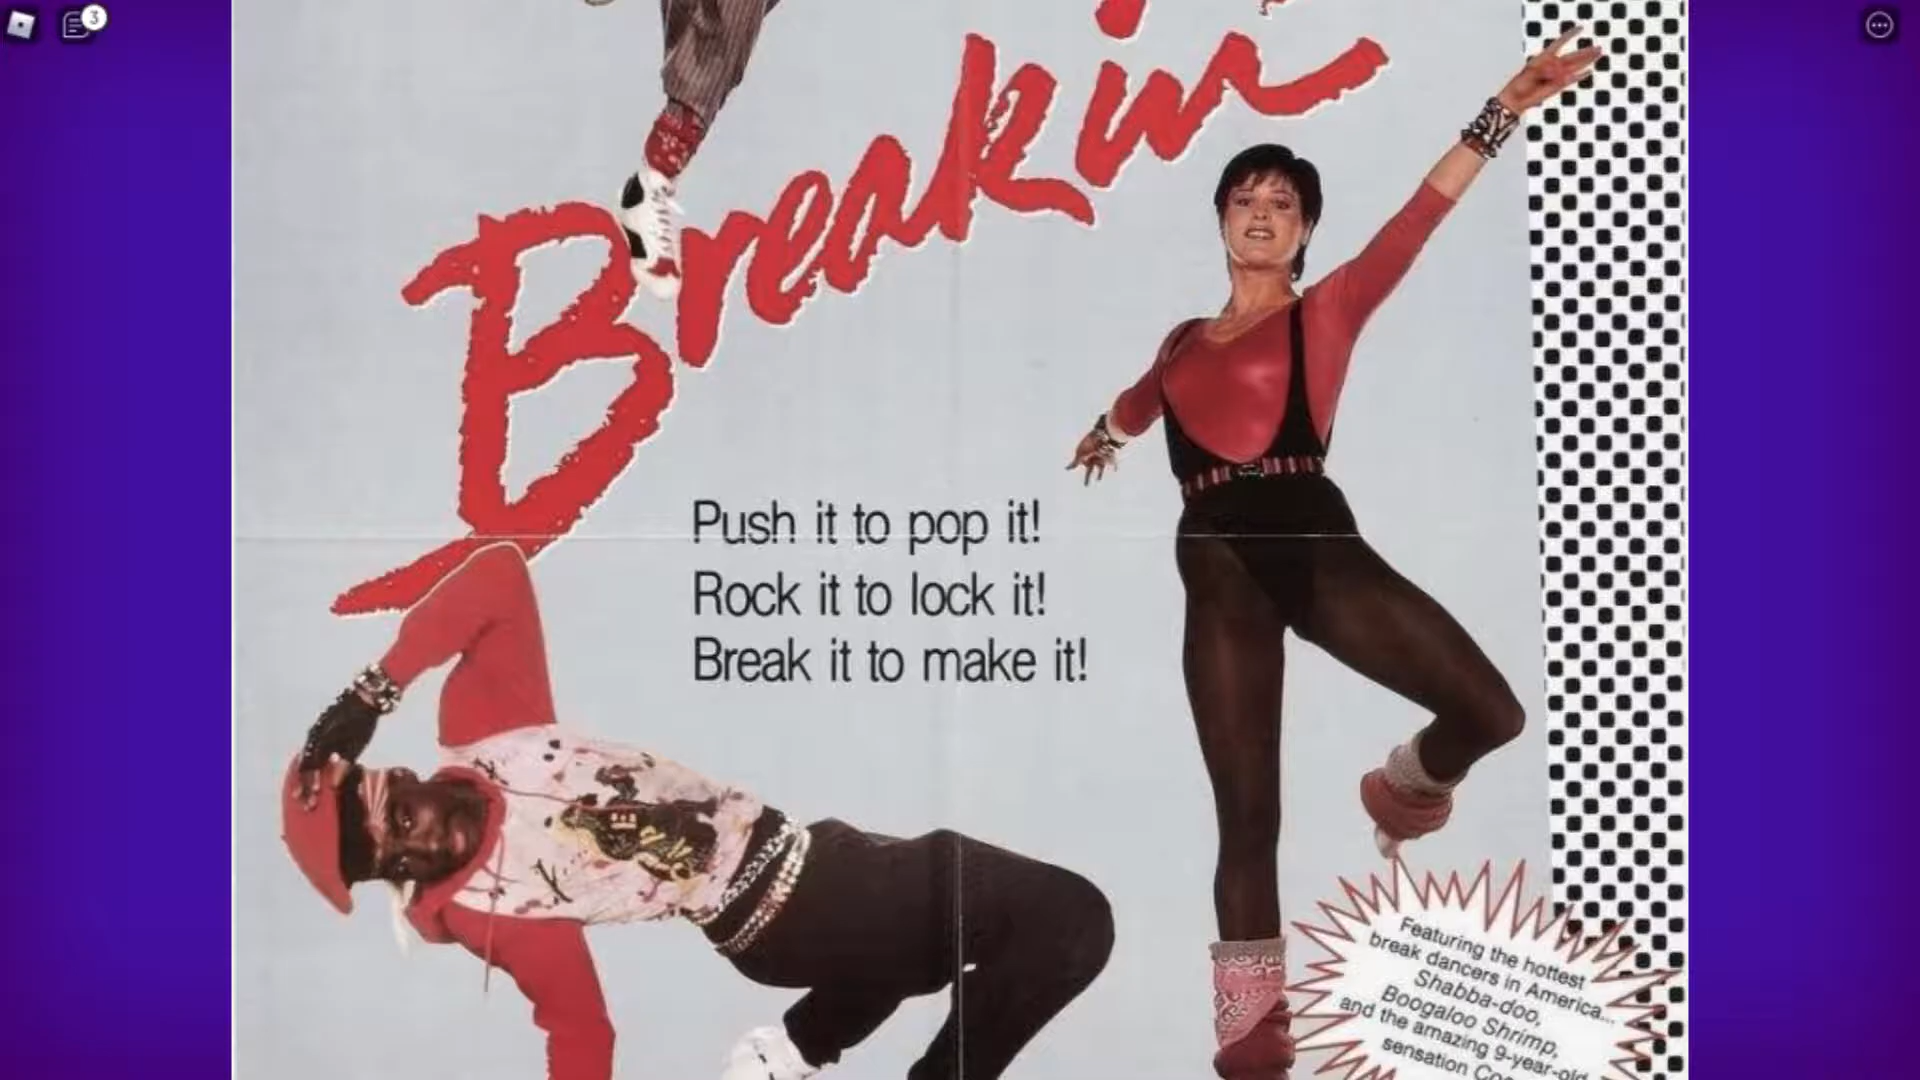 3
Breakin'
Push it to pop it!
Rock it to lock it!
Break it to make it!
Featuring the hottest
break dancers in America...
Shabba-doo,
Boogaloo Shrimp,
and the amazing 9-year-old
sensation